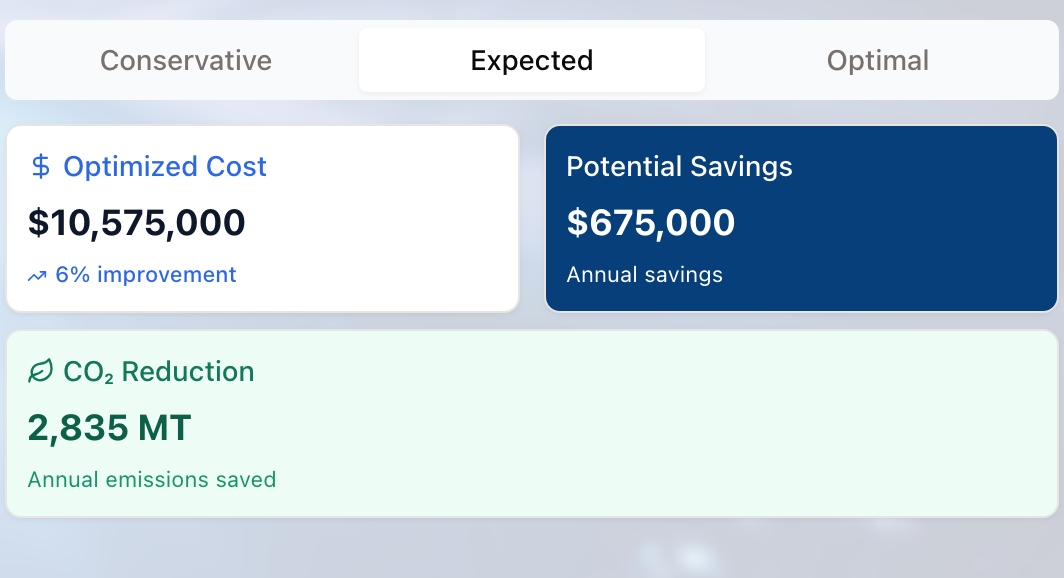 Conservative
Expected
Optimal
Optimized Cost
$10,575,000
6% improvement
Potential Savings
$675,000
Annual savings
CO₂ Reduction
2,835 MT
Annual emissions saved